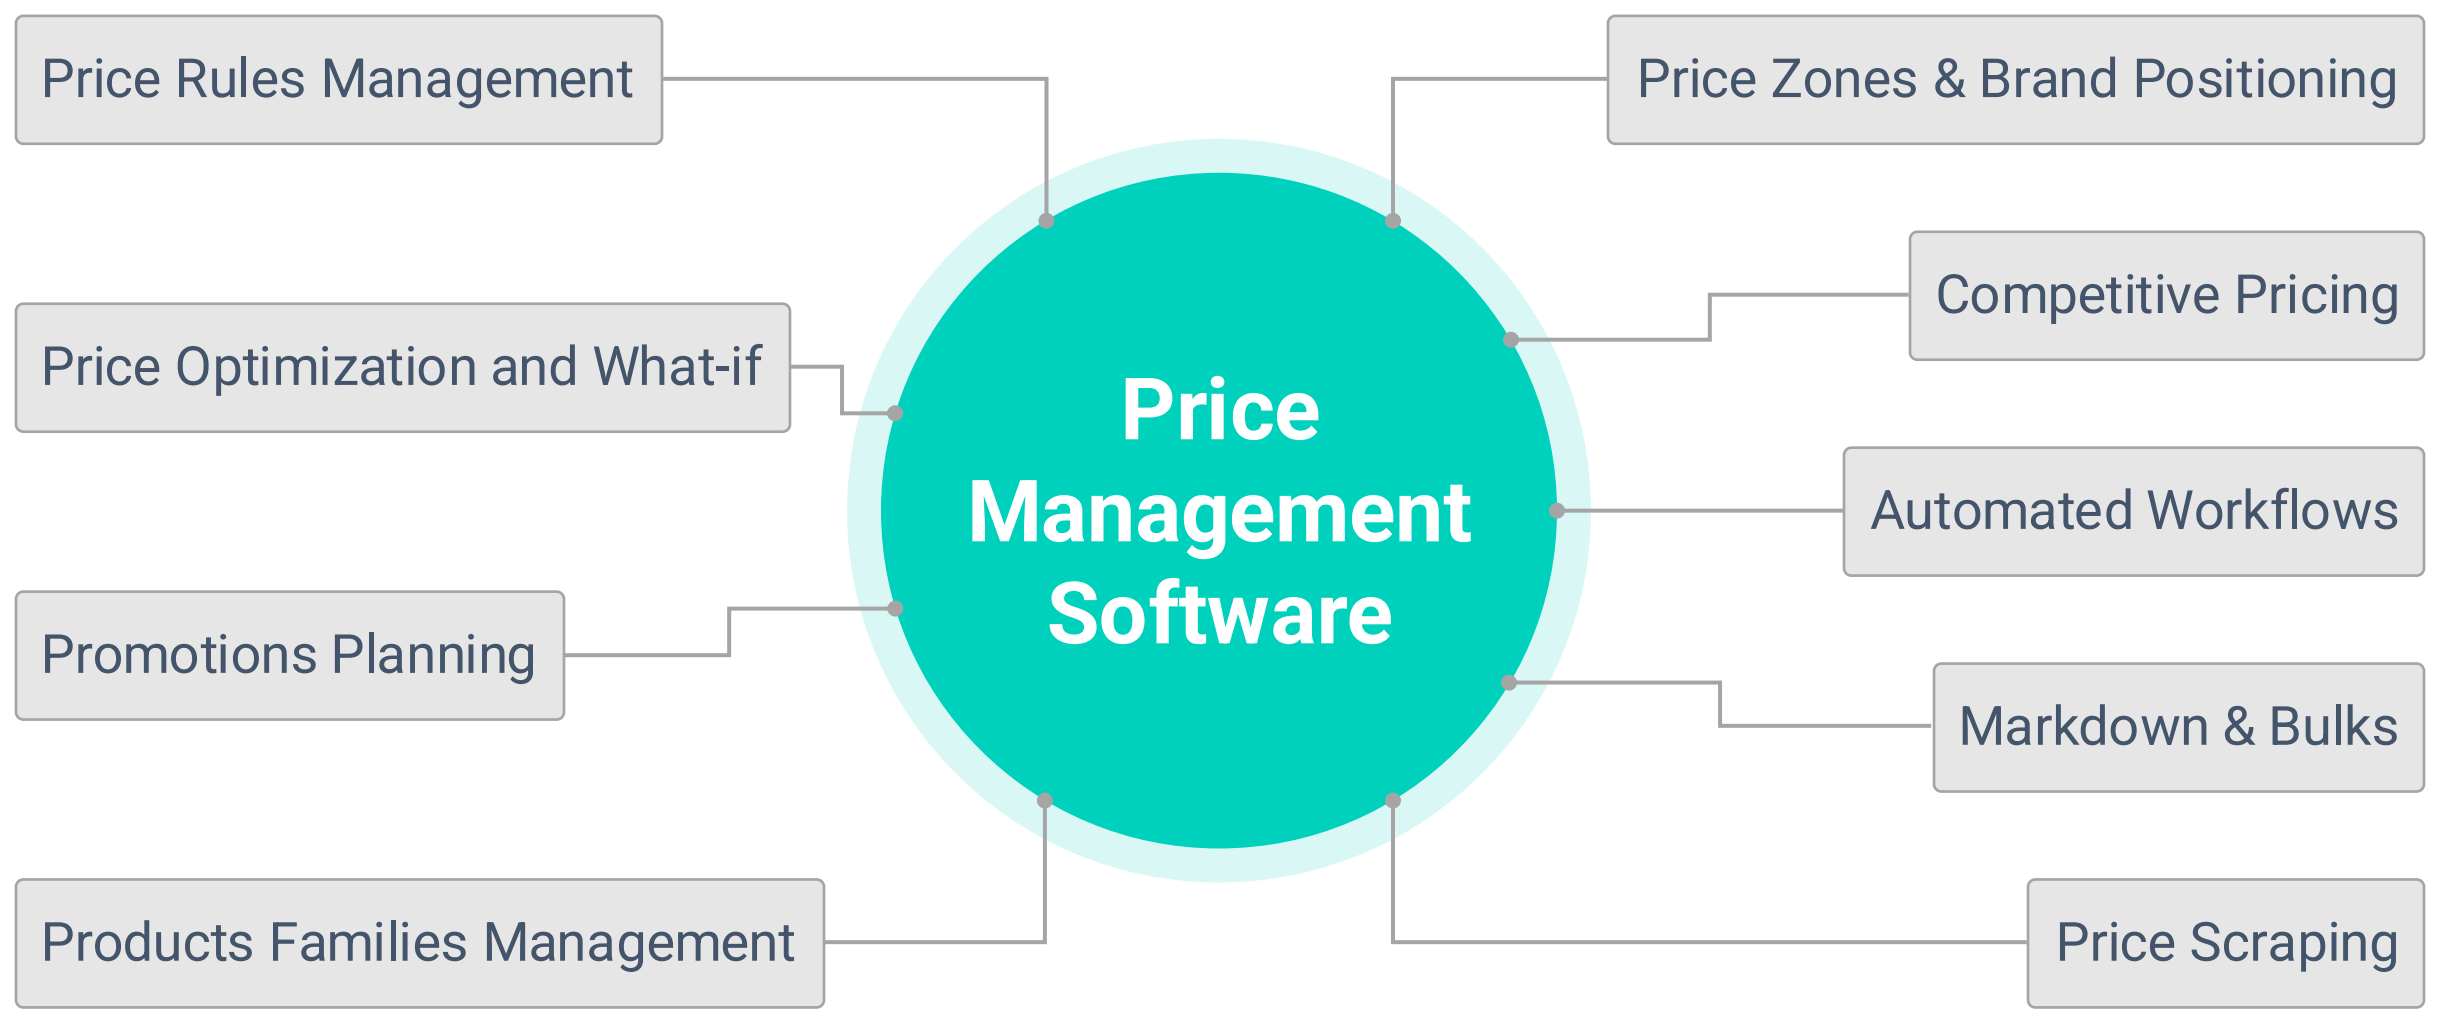 Price Rules Management
Price Optimization and What-if
Promotions Planning
Products Families Management
Price
Management
Software
Price Zones & Brand Positioning
Competitive Pricing
Automated Workflows
Markdown & Bulks
Price Scraping